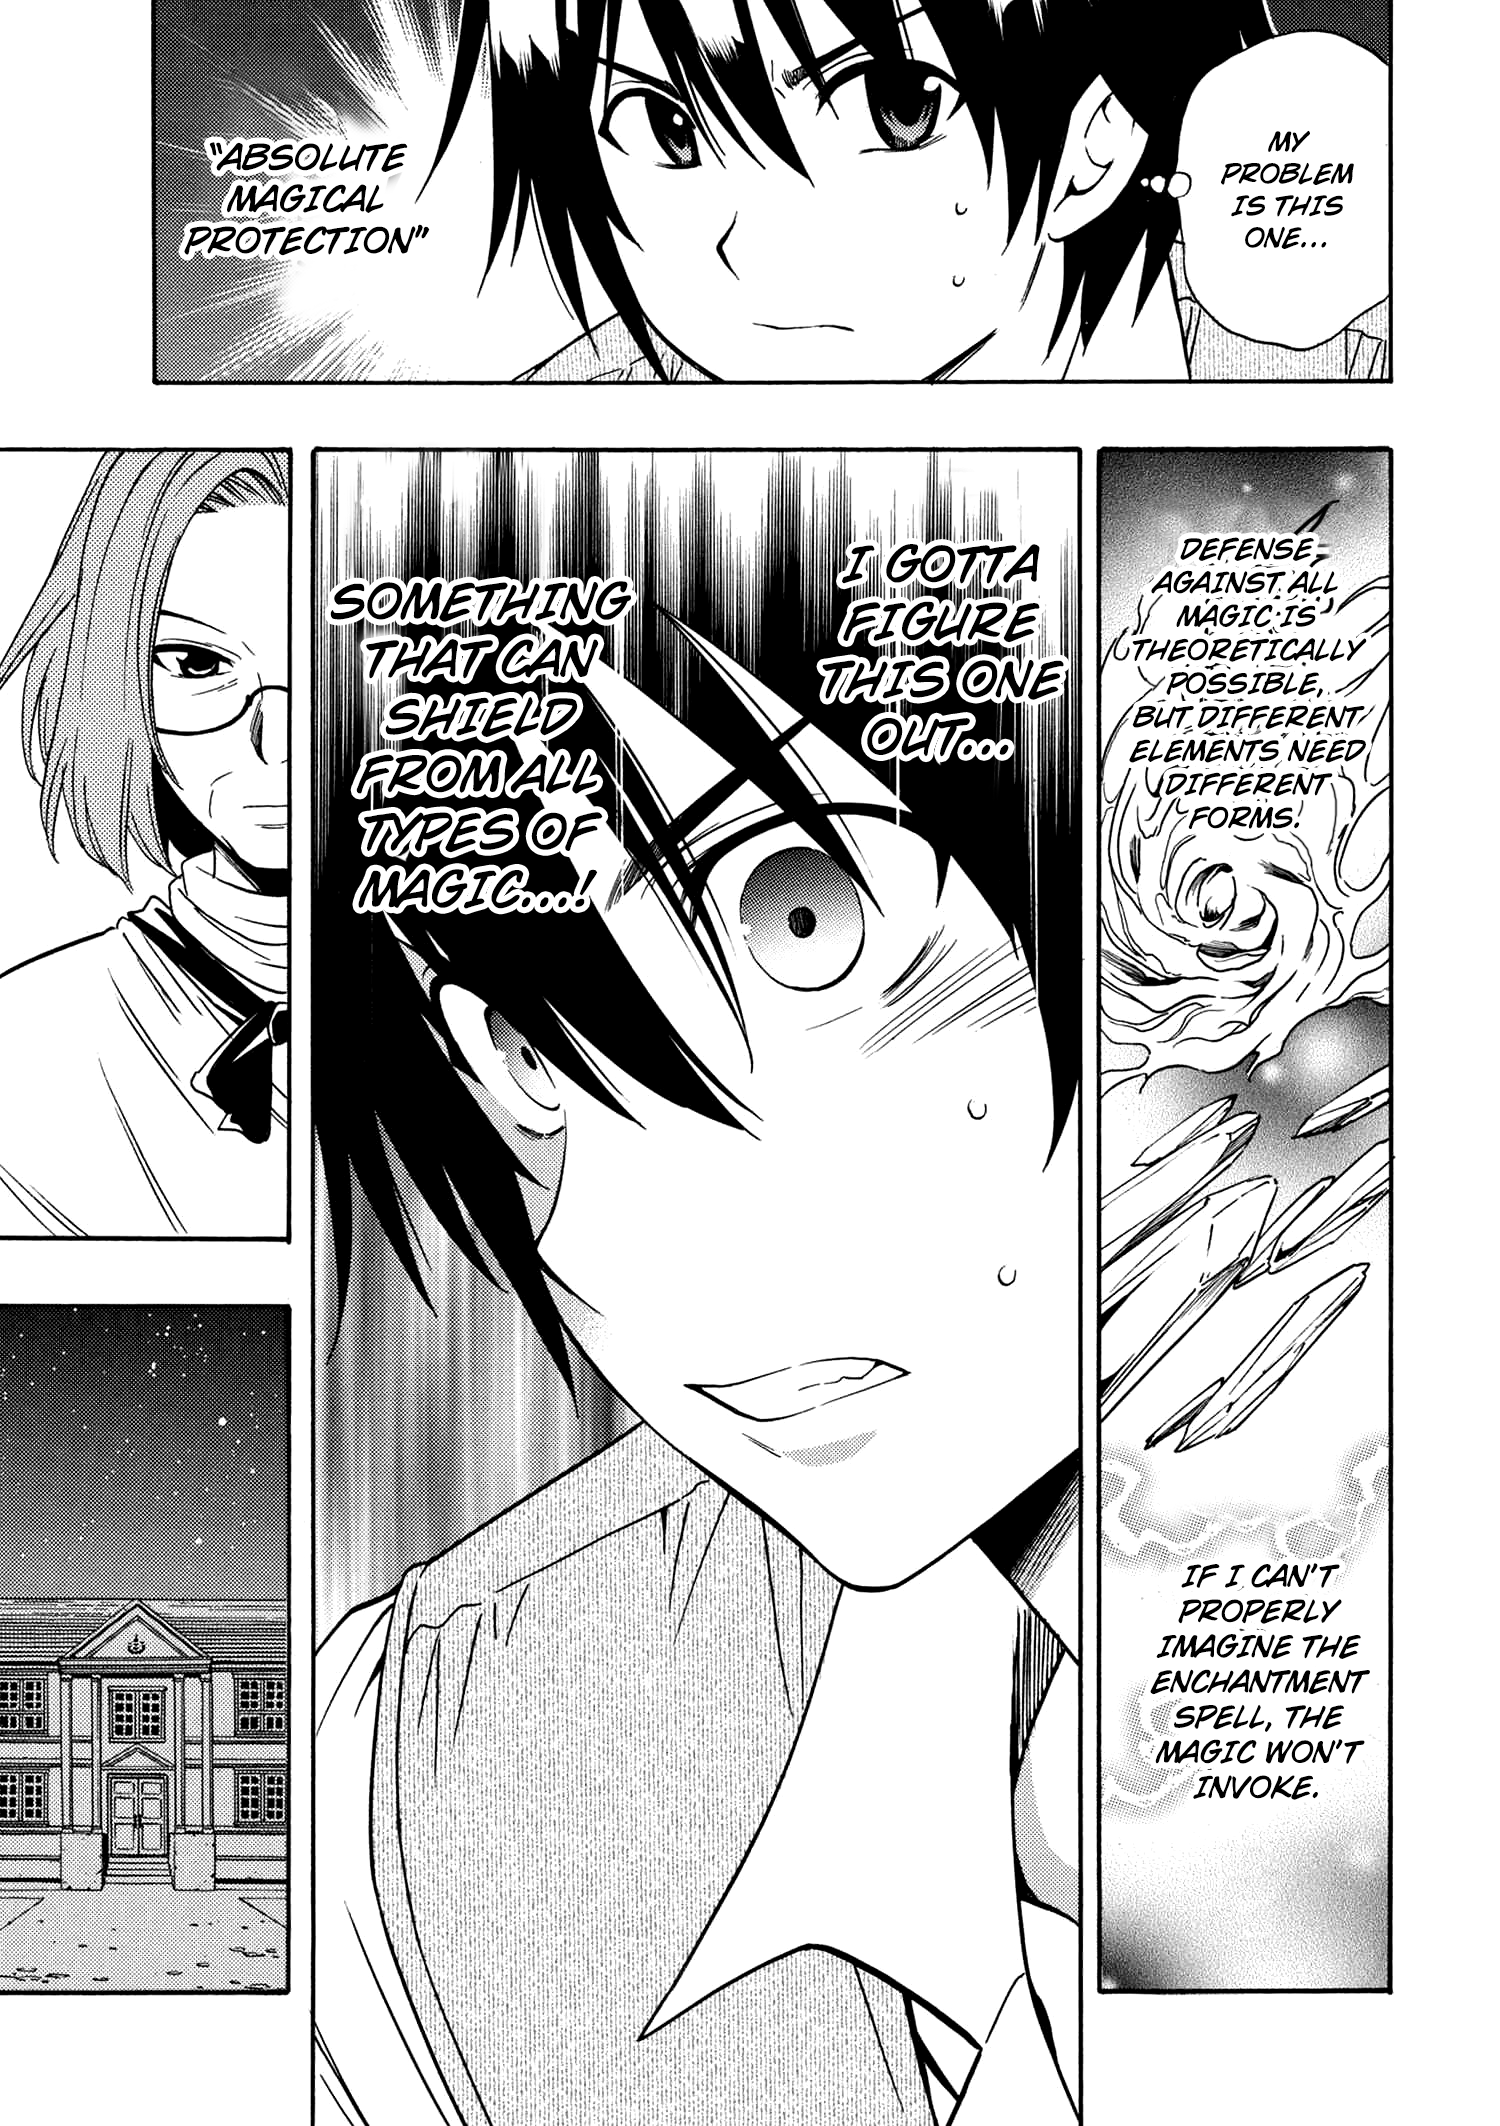 MY
PROBLEM
IS THIS
ONE...
"ABSOLUTE
MAGICAL
PROTECTION"
DEFENSE
AGAINST ALL
MAGIC IS
THEORETICALLY
POSSIBLE,
BUT DIFFERENT
ELEMENTS NEED
DIFFERENT
FORMS!
IF I CAN'T
PROPERLY
IMAGINE THE
ENCHANTMENT
SPELL, THE
MAGIC WON'T
INVOKE.
I GOTTA
FIGURE
THIS ONE
OUT...
SOMETHING
THAT CAN
SHIELD
FROM ALL
TYPES OF
MAGIC...!